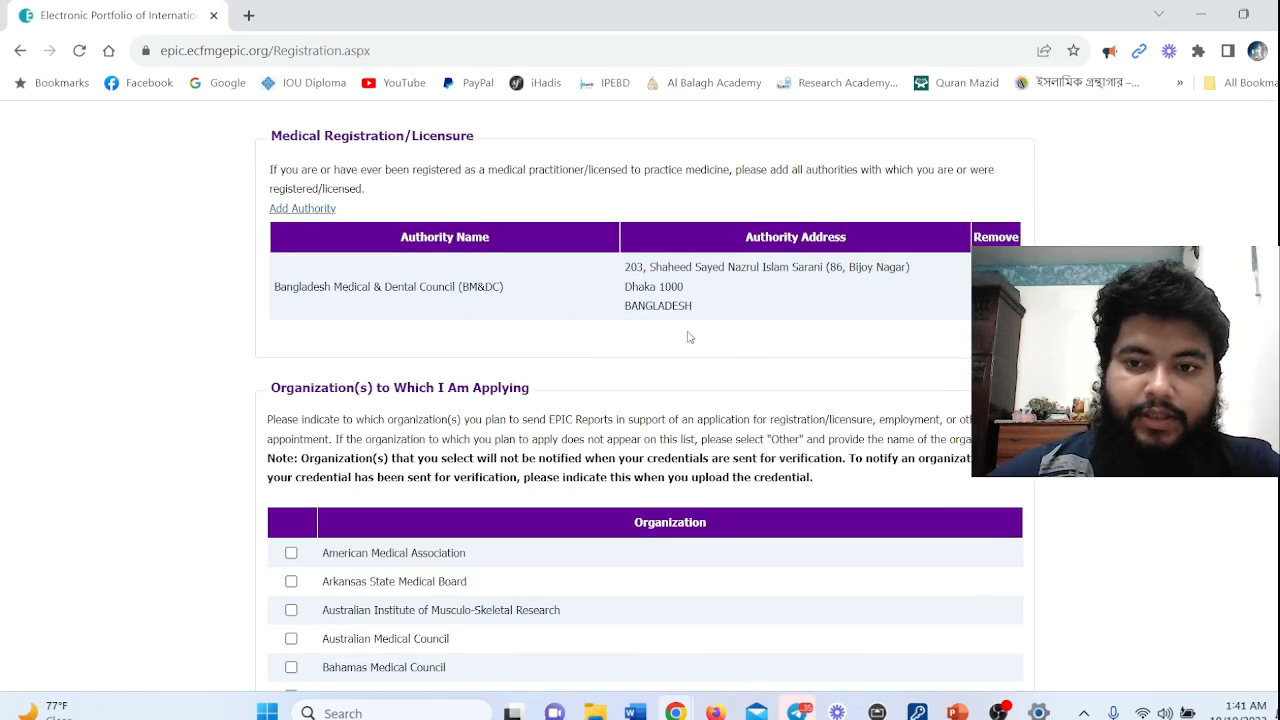 Electronic Portfolio of Internatio
epic.ecfmgepic.org/Registration.aspx
Bookmarks
Facebook
Google
IOU Diploma
YouTube
PayPal
iHadis
IPEBD
Al Balagh Academy
Research Academy...
Quran Mazid
ইসলামিক গ্রন্থাগার –...
»
All Bookma
Medical Registration/Licensure
If you are or have ever been registered as a medical practitioner/licensed to practice medicine, please add all authorities with which you are or were
registered/licensed.
Add Authority
Authority Name Authority Address Remove
203, Shaheed Sayed Nazrul Islam Sarani (86, Bijoy Nagar)
Bangladesh Medical & Dental Council (BM&DC) Dhaka 1000
BANGLADESH
Organization(s) to Which I Am Applying
Please indicate to which organization(s) you plan to send EPIC Reports in support of an application for registration/licensure, employment, or ot
appointment. If the organization to which you plan to apply does not appear on this list, please select "Other" and provide the name of the orga
Note: Organization(s) that you select will not be notified when your credentials are sent for verification. To notify an organizat
your credential has been sent for verification, please indicate this when you upload the credential.
Organization
American Medical Association
Arkansas State Medical Board
Australian Institute of Musculo-Skeletal Research
Australian Medical Council
Bahamas Medical Council
77°F
Search
35
1:41 AM